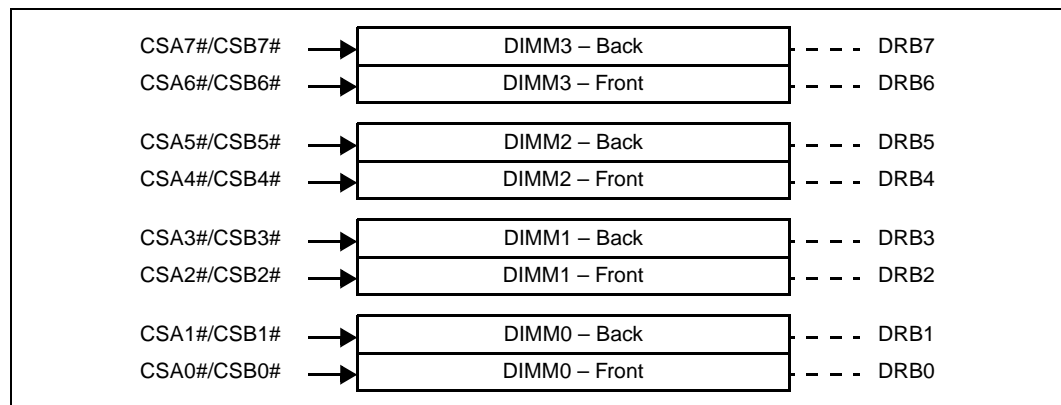 CSA7#/CSB7# DIMM3 – Back DRB7
CSA6#/CSB6# DIMM3 – Front DRB6
CSA5#/CSB5# DIMM2 – Back DRB5
CSA4#/CSB4# DIMM2 – Front DRB4
CSA3#/CSB3# DIMM1 – Back DRB3
CSA2#/CSB2# DIMM1 – Front DRB2
CSA1#/CSB1# DIMM0 – Back DRB1
CSA0#/CSB0# DIMM0 – Front DRB0